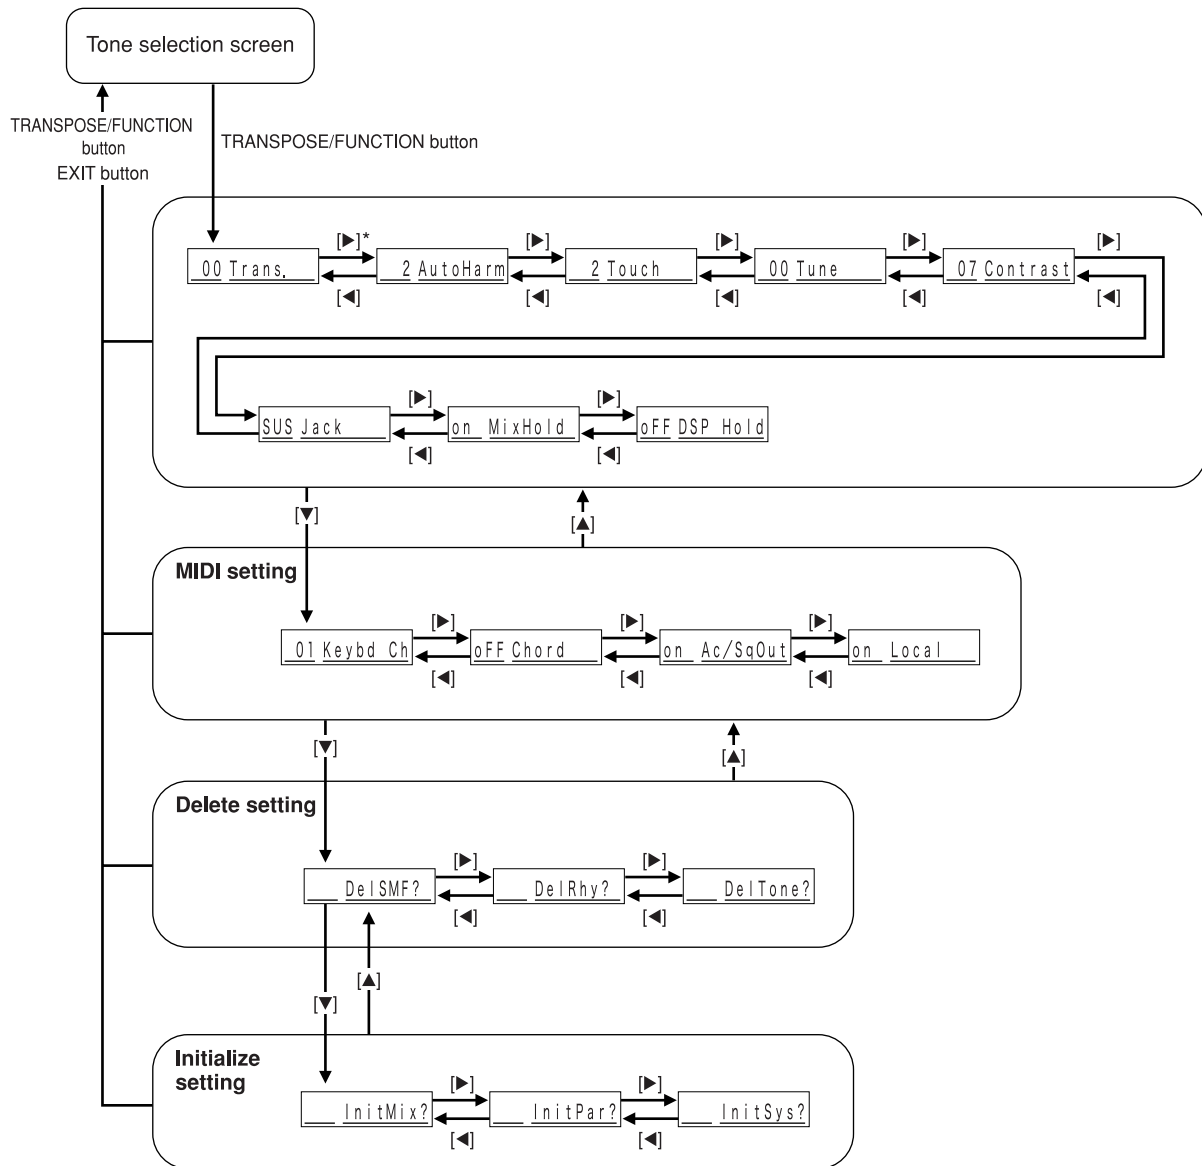 Tone selection screen
TRANSPOSE/FUNCTION
button
EXIT button
TRANSPOSE/FUNCTION button
[▶]* [▶] [▶] [▶] [▶]
00 Trans. 2 AutoHarm 2 Touch 00 Tune 07 Contrast
[◀] [◀] [◀] [◀] [◀]
[▶] [▶]
SUS Jack on MixHold oFF DSP Hold
[◀] [◀]
[▼] [▲]
MIDI setting
[▶] [▶] [▶]
01 Keybd Ch oFF Chord on Ac/SqOut on Local
[◀] [◀] [◀]
[▼] [▲]
Delete setting
[▶] [▶]
DelSMF? DelRhy? DelTone?
[◀] [◀]
[▲]
[▼]
Initialize
setting
[▶] [▶]
InitMix? InitPar? InitSys?
[◀] [◀]